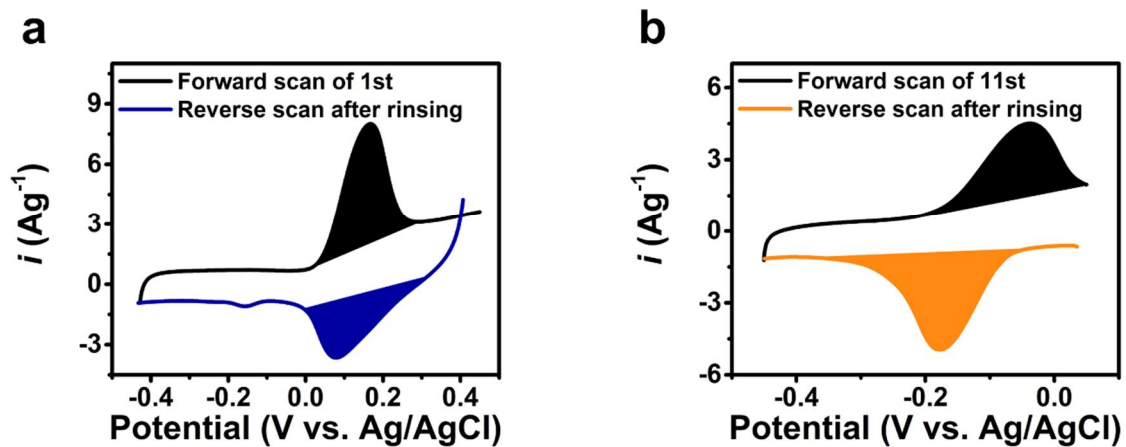 a
Forward scan of 1st
Reverse scan after rinsing
i (Ag⁻¹)
9
6
3
0
-3
-0.4 -0.2 0.0 0.2 0.4
Potential (V vs. Ag/AgCl)
b
Forward scan of 11st
Reverse scan after rinsing
i (Ag⁻¹)
6
3
0
-3
-6
-0.4 -0.2 0.0
Potential (V vs. Ag/AgCl)